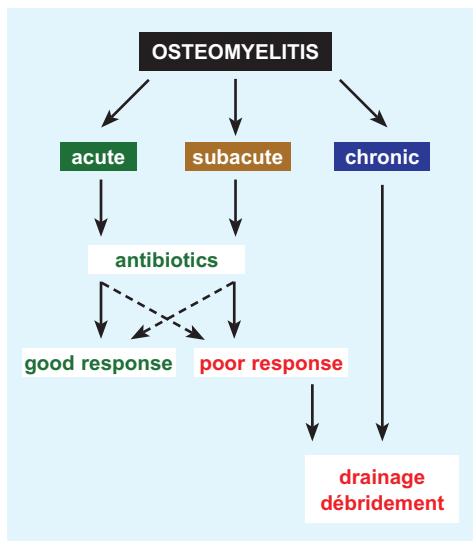 OSTEOMYELITIS
acute
subacute
chronic
antibiotics
good response
poor response
drainage
débridement